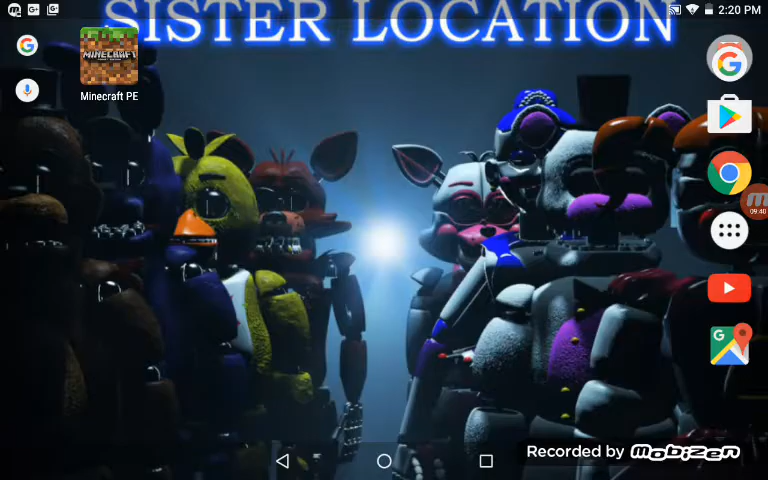 2:20 PM
SISTER LOCATION
MINECRAFT
Minecraft PE
09:40
Recorded by Mobizen